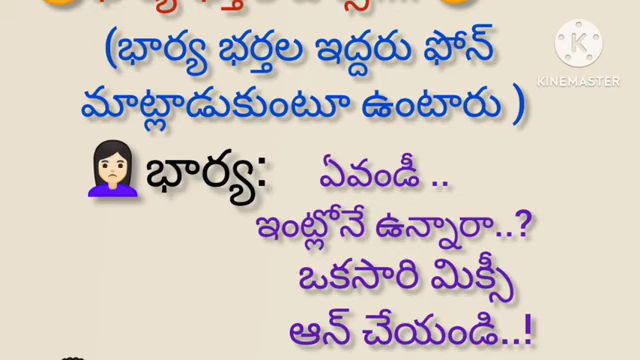 (భార్య భర్తల ఇద్దరు ఫోన్
మాట్లాడుకుంటూ ఉంటారు )
KINEMASTER
భార్య:
ఏవండీ ..
ఇంట్లోనే ఉన్నారా..?
ఒకసారి మిక్సీ
ఆన్ చేయండి..!